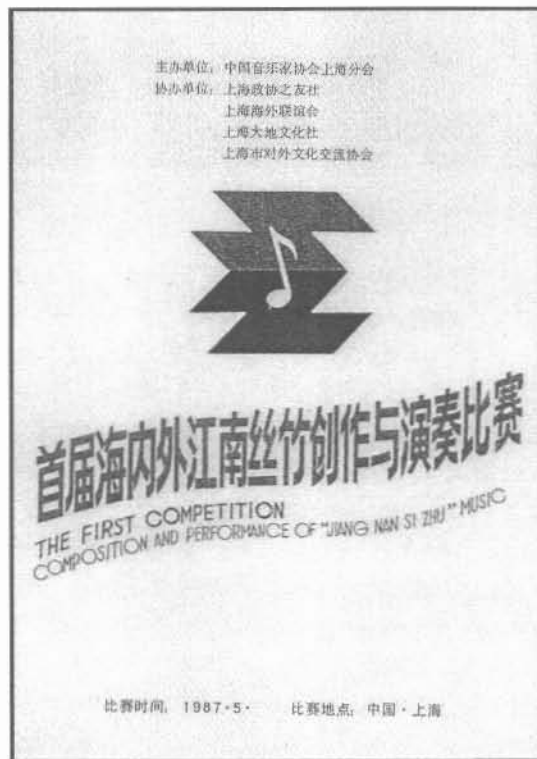 主办单位：中国音乐家协会上海分会
协办单位：上海政协之友社
上海海外联谊会
上海大地文化社
上海市对外文化交流协会
首届海内外江南丝竹创作与演奏比赛
THE FIRST COMPETITION
COMPOSITION AND PERFORMANCE OF "JIANG NAN SI ZHU" MUSIC
比赛时间：1987·5· 比赛地点：中国·上海